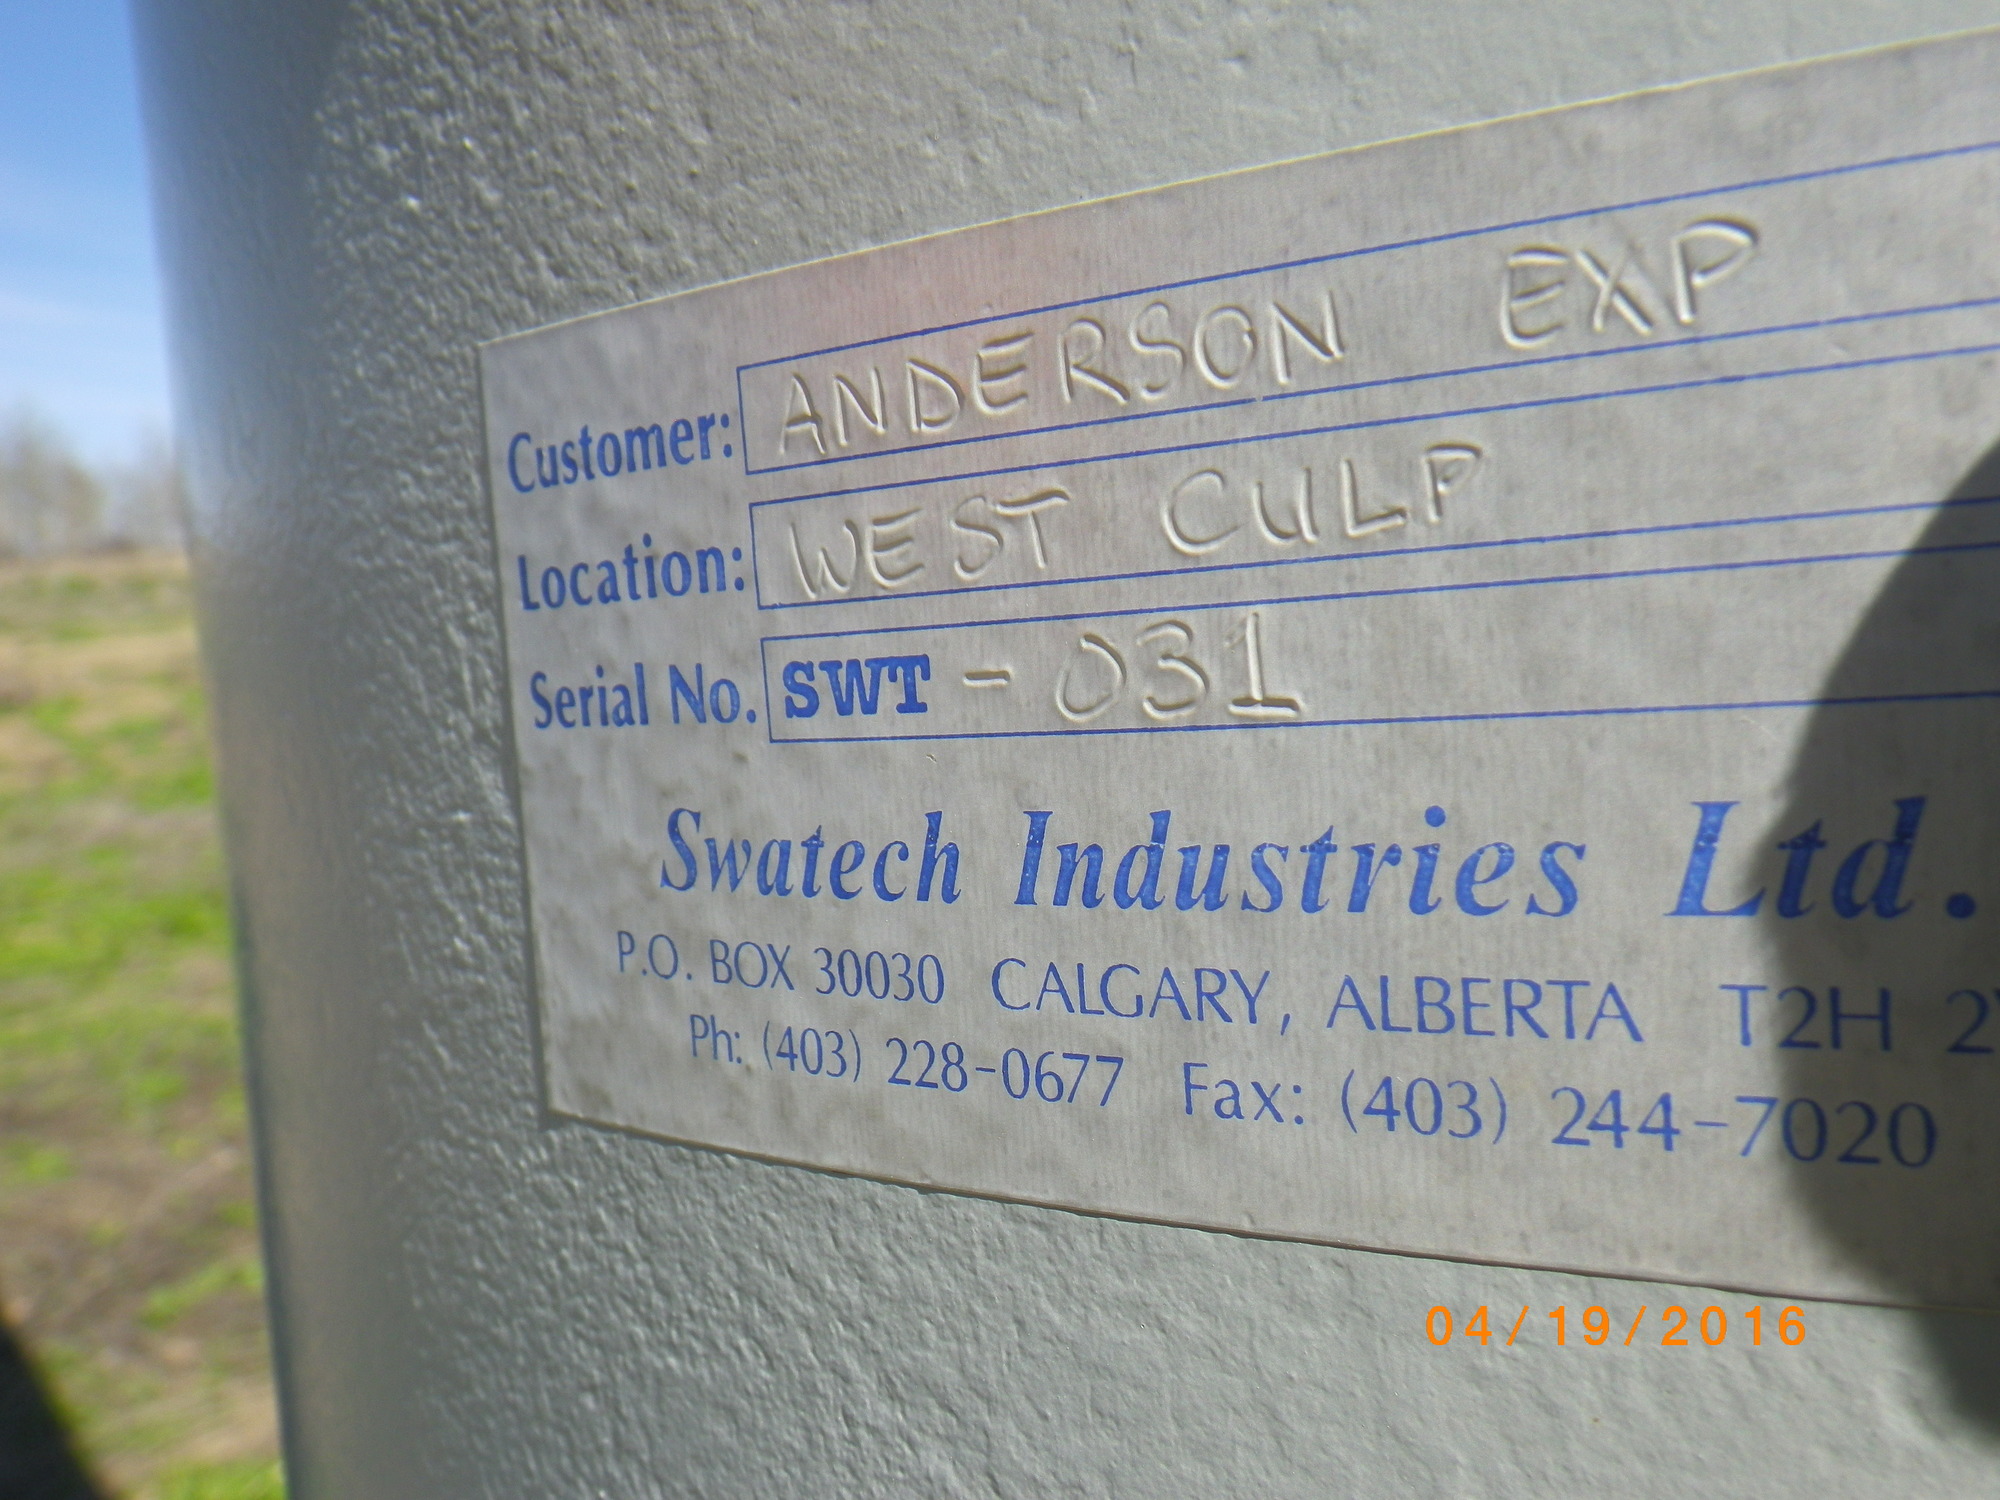 Customer: ANDERSON EXP
Location: WEST CULP
Serial No. SWT - 031
Swatech Industries Ltd.
P.O. BOX 30030 CALGARY, ALBERTA T2H
Ph: (403) 228-0677 Fax: (403) 244-7020
04/19/2016